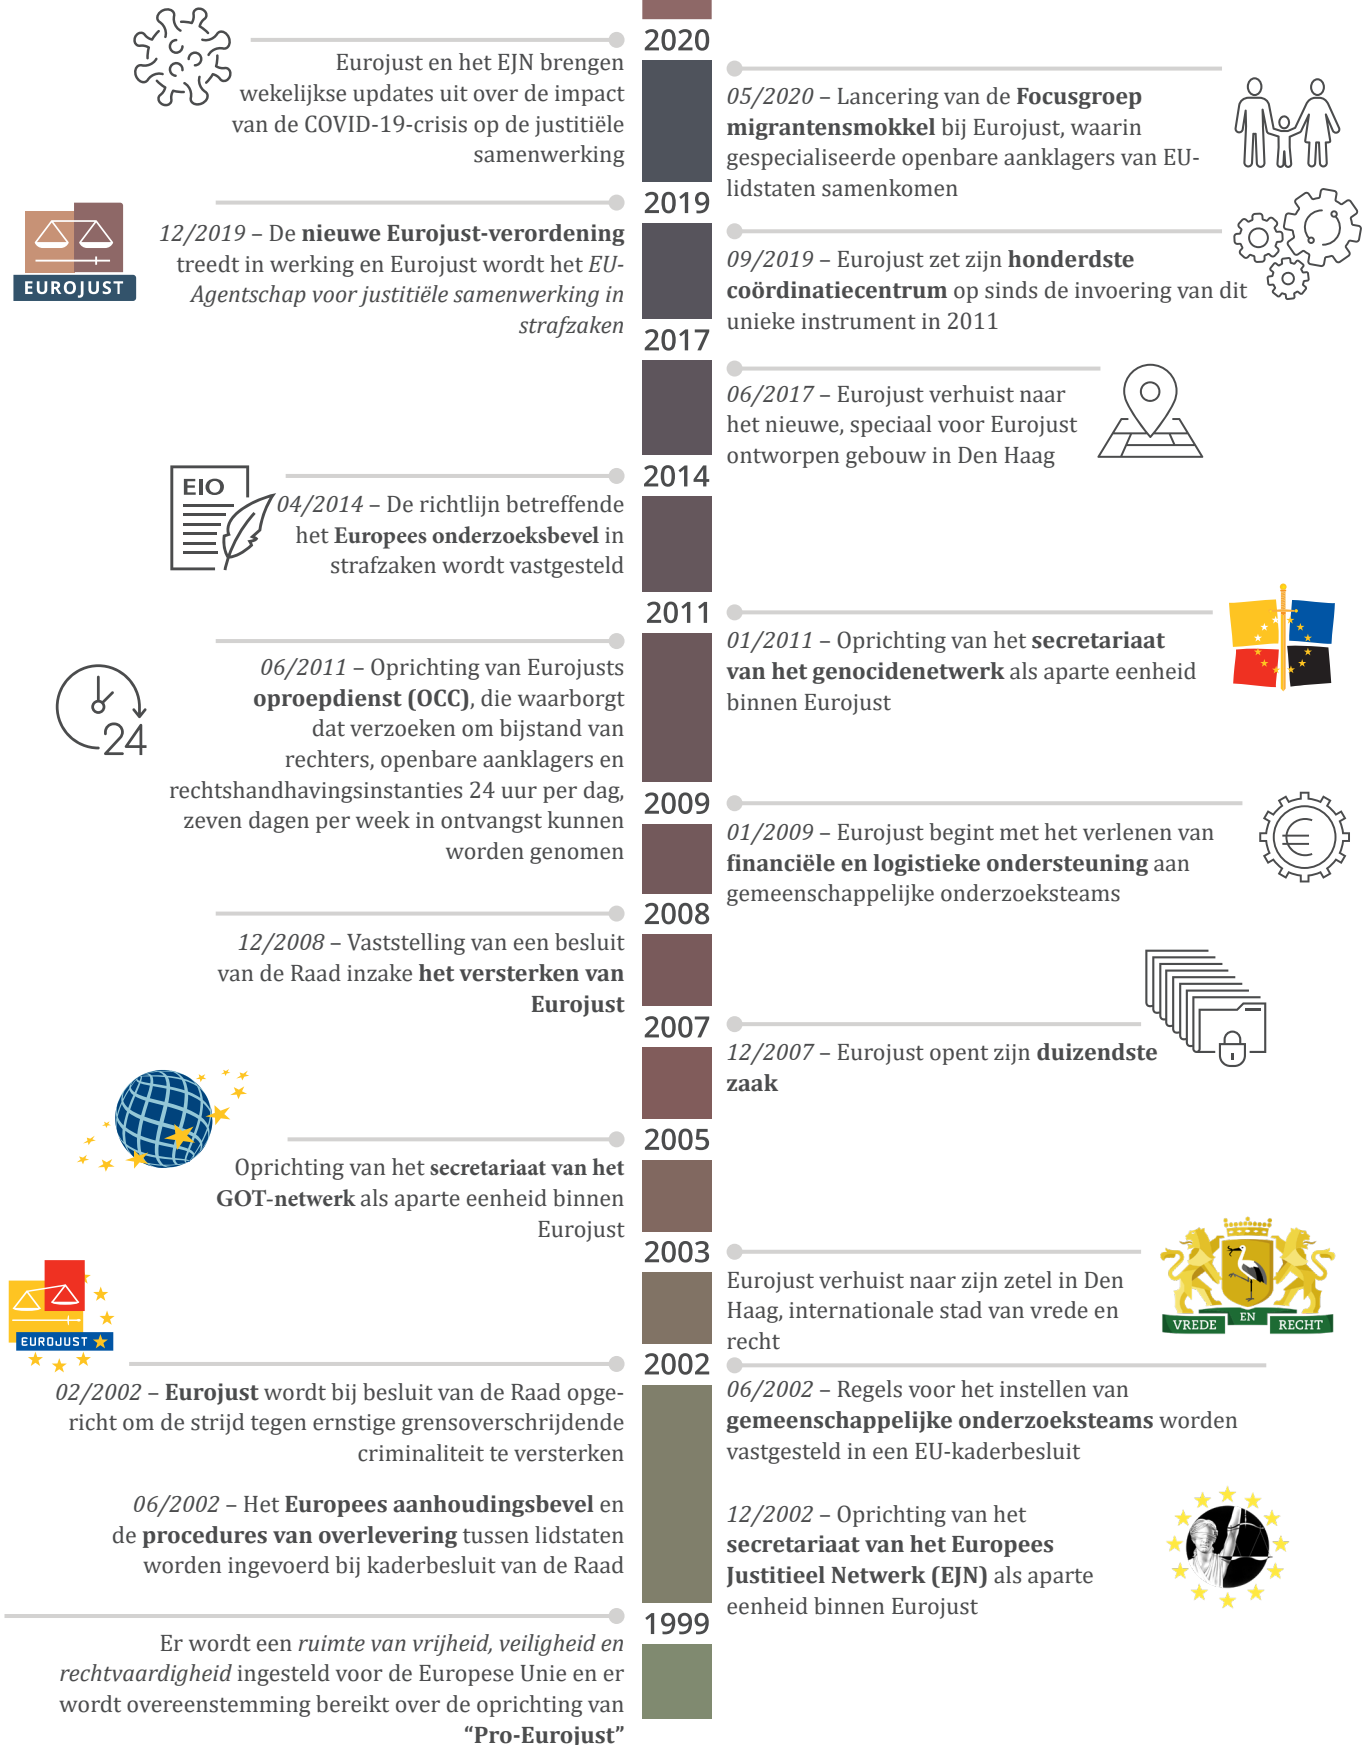 2020
Eurojust en het EJN brengen
wekelijkse updates uit over de impact
van de COVID-19-crisis op de justitiële
samenwerking
05/2020 – Lancering van de Focusgroep
migrantensmokkel bij Eurojust, waarin
gespecialiseerde openbare aanklagers van EU-
lidstaten samenkomen
2019
EUROJUST
12/2019 – De nieuwe Eurojust-verordening
treedt in werking en Eurojust wordt het EU-
Agentschap voor justitiële samenwerking in
strafzaken
09/2019 – Eurojust zet zijn honderdste
coördinatiecentrum op sinds de invoering van dit
unieke instrument in 2011
2017
06/2017 – Eurojust verhuist naar
het nieuwe, speciaal voor Eurojust
ontworpen gebouw in Den Haag
2014
EIO
04/2014 – De richtlijn betreffende
het Europees onderzoeksbevel in
strafzaken wordt vastgesteld
2011
01/2011 – Oprichting van het secretariaat
van het genocidenetwerk als aparte eenheid
binnen Eurojust
24
06/2011 – Oprichting van Eurojusts
oproepdienst (OCC), die waarborgt
dat verzoeken om bijstand van
rechters, openbare aanklagers en
rechtshandhavingsinstanties 24 uur per dag,
zeven dagen per week in ontvangst kunnen
worden genomen
2009
01/2009 – Eurojust begint met het verlenen van
financiële en logistieke ondersteuning aan
gemeenschappelijke onderzoeksteams
2008
12/2008 – Vaststelling van een besluit
van de Raad inzake het versterken van
Eurojust
2007
12/2007 – Eurojust opent zijn duizendste
zaak
2005
Oprichting van het secretariaat van het
GOT-netwerk als aparte eenheid binnen
Eurojust
2003
Eurojust verhuist naar zijn zetel in Den
Haag, internationale stad van vrede en
recht
VREDE EN RECHT
EUROJUST
2002
02/2002 – Eurojust wordt bij besluit van de Raad opge-
richt om de strijd tegen ernstige grensoverschrijdende
criminaliteit te versterken
06/2002 – Het Europees aanhoudingsbevel en
de procedures van overlevering tussen lidstaten
worden ingevoerd bij kaderbesluit van de Raad
06/2002 – Regels voor het instellen van
gemeenschappelijke onderzoeksteams worden
vastgesteld in een EU-kaderbesluit
12/2002 – Oprichting van het
secretariaat van het Europees
Justitieel Netwerk (EJN) als aparte
eenheid binnen Eurojust
1999
Er wordt een ruimte van vrijheid, veiligheid en
rechtvaardigheid ingesteld voor de Europese Unie en er
wordt overeenstemming bereikt over de oprichting van
“Pro-Eurojust”